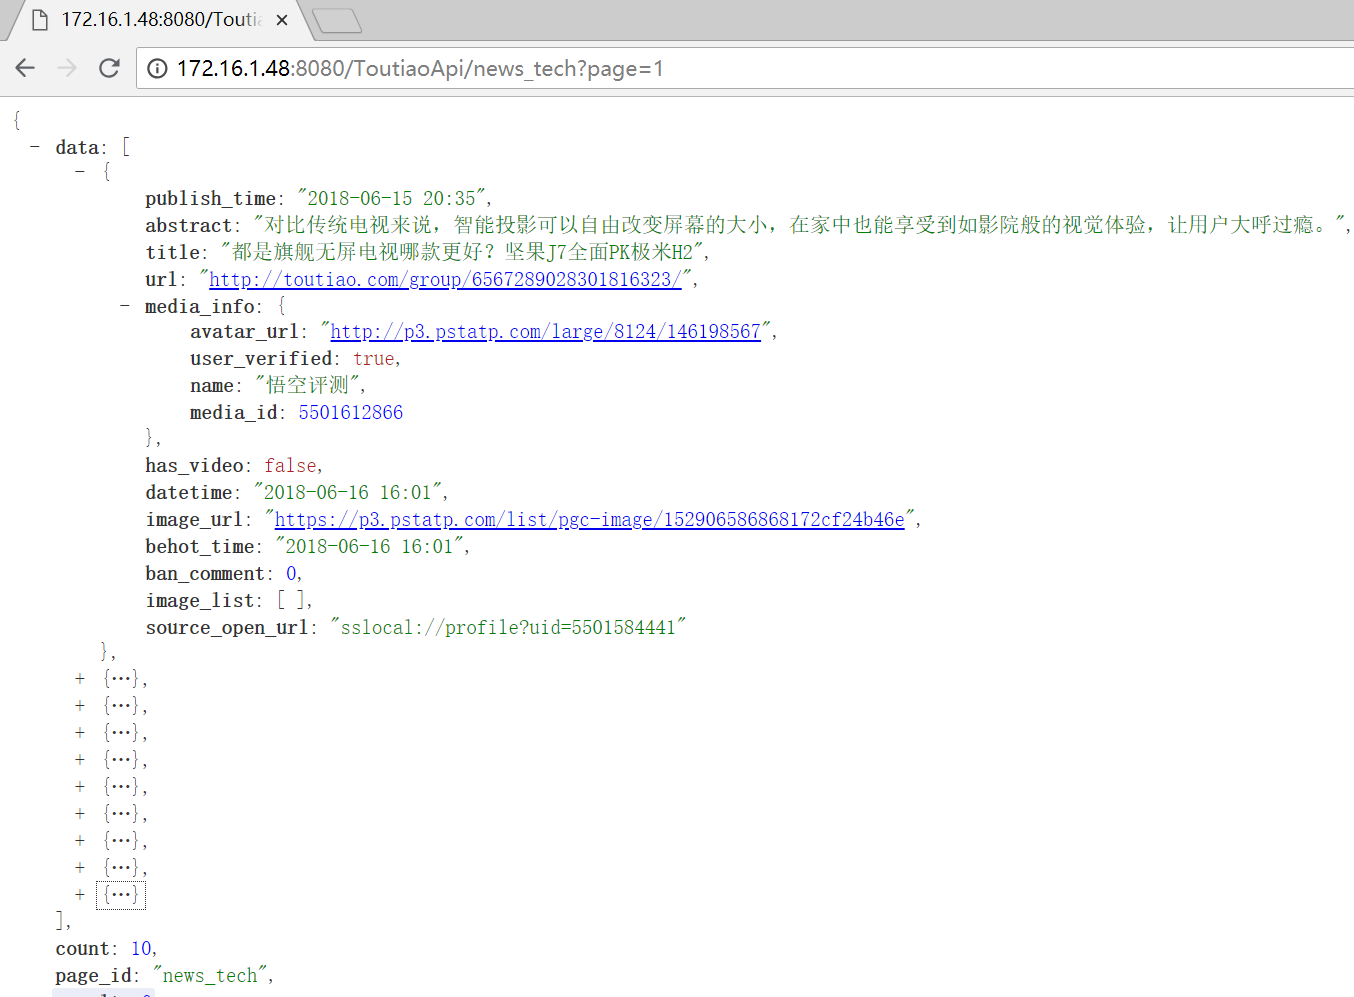 172.16.1.48:8080/Touti
172.16.1.48:8080/ToutiaoApi/news_tech?page=1
{
- data: [
- {
publish_time: "2018-06-15 20:35",
abstract: "对比传统电视来说，智能投影可以自由改变屏幕的大小，在家中也能享受到如影院般的视觉体验，让用户大呼过瘾。",
title: "都是旗舰无屏电视哪款更好？坚果J7全面PK极米H2",
url: "http://toutiao.com/group/6567289028301816323/",
- media_info: {
avatar_url: "http://p3.pstatp.com/large/8124/146198567",
user_verified: true,
name: "悟空评测",
media_id: 5501612866
},
has_video: false,
datetime: "2018-06-16 16:01",
image_url: "https://p3.pstatp.com/list/pgc-image/152906586868172cf24b46e",
behot_time: "2018-06-16 16:01",
ban_comment: 0,
image_list: [ ],
source_open_url: "sslocal://profile?uid=5501584441"
},
+ {…},
+ {…},
+ {…},
+ {…},
+ {…},
+ {…},
+ {…},
+ {…},
+ {…}
],
count: 10,
page_id: "news_tech",